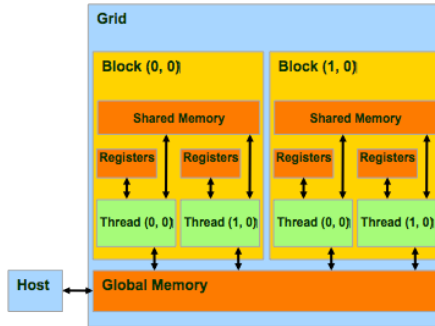 Grid
Block (0, 0)
Block (1, 0)
Shared Memory
Shared Memory
Registers
Registers
Registers
Registers
Thread (0, 0)
Thread (1, 0)
Thread (0, 0)
Thread (1, 0)
Host
Global Memory